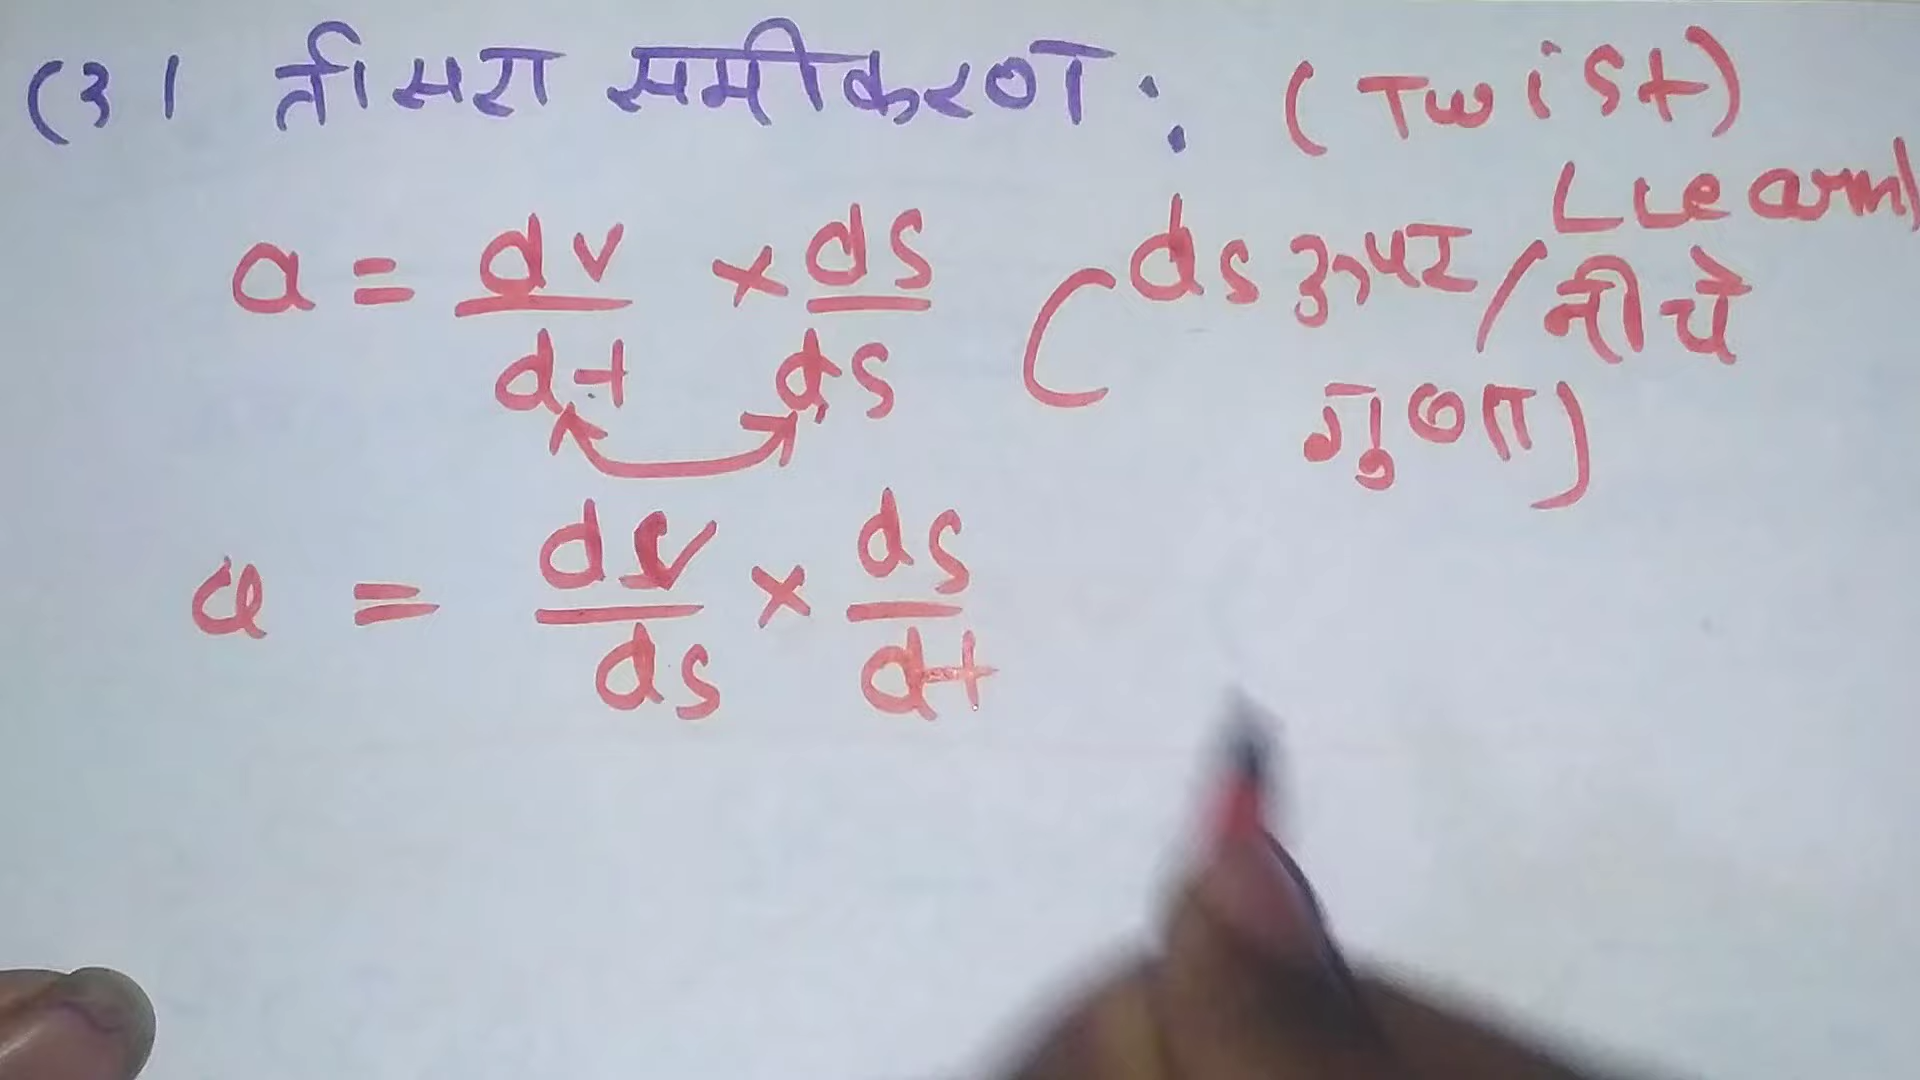 (3) तीसरा समीकरण : (Twist)
(Learn)
a = dv/dt × ds/ds (ds ऊपर/नीचे
गुणा)
a = dv/ds × ds/dt